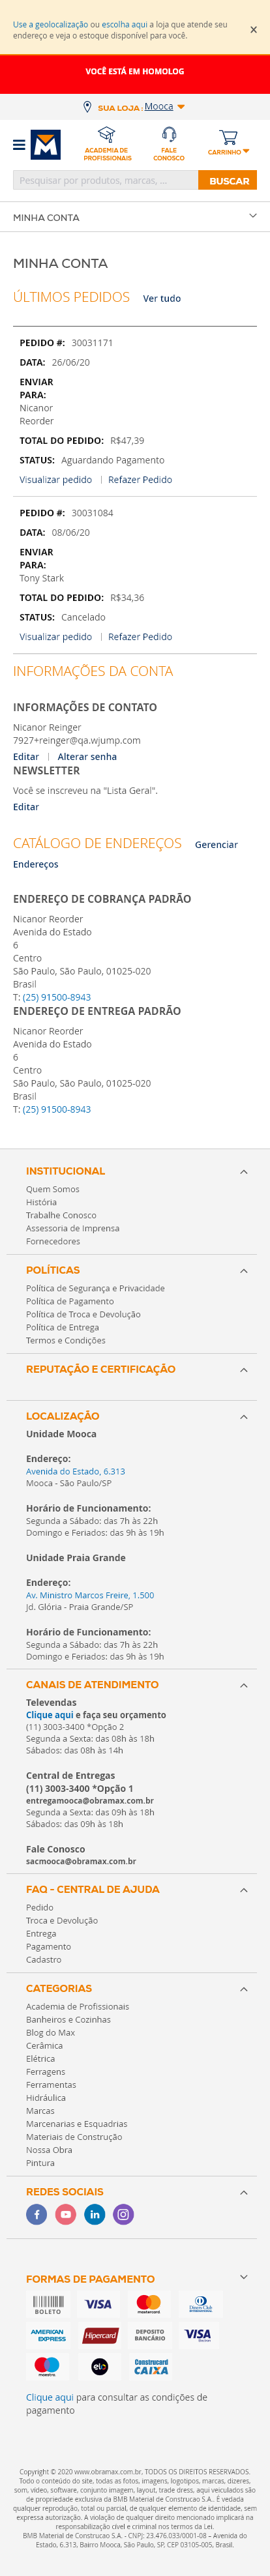 Use a geolocalização ou escolha aqui a loja que atende seu
endereço e veja o estoque disponível para você.
VOCÊ ESTÁ EM HOMOLOG
SUA LOJA: Mooca
ACADEMIA DE
PROFISSIONAIS
FALE
CONOSCO
CARRINHO
Pesquisar por produtos, marcas, ...
BUSCAR
MINHA CONTA
MINHA CONTA
ÚLTIMOS PEDIDOS Ver tudo
PEDIDO #: 30031171
DATA: 26/06/20
ENVIAR
PARA:
Nicanor
Reorder
TOTAL DO PEDIDO: R$47,39
STATUS: Aguardando Pagamento
Visualizar pedido | Refazer Pedido
PEDIDO #: 30031084
DATA: 08/06/20
ENVIAR
PARA:
Tony Stark
TOTAL DO PEDIDO: R$34,36
STATUS: Cancelado
Visualizar pedido | Refazer Pedido
INFORMAÇÕES DA CONTA
INFORMAÇÕES DE CONTATO
Nicanor Reinger
7927+reinger@qa.wjump.com
Editar | Alterar senha
NEWSLETTER
Você se inscreveu na "Lista Geral".
Editar
CATÁLOGO DE ENDEREÇOS Gerenciar
Endereços
ENDEREÇO DE COBRANÇA PADRÃO
Nicanor Reorder
Avenida do Estado
6
Centro
São Paulo, São Paulo, 01025-020
Brasil
T: (25) 91500-8943
ENDEREÇO DE ENTREGA PADRÃO
Nicanor Reorder
Avenida do Estado
6
Centro
São Paulo, São Paulo, 01025-020
Brasil
T: (25) 91500-8943
INSTITUCIONAL
Quem Somos
História
Trabalhe Conosco
Assessoria de Imprensa
Fornecedores
POLÍTICAS
Política de Segurança e Privacidade
Política de Pagamento
Política de Troca e Devolução
Política de Entrega
Termos e Condições
REPUTAÇÃO E CERTIFICAÇÃO
LOCALIZAÇÃO
Unidade Mooca
Endereço:
Avenida do Estado, 6.313
Mooca - São Paulo/SP
Horário de Funcionamento:
Segunda a Sábado: das 7h às 22h
Domingo e Feriados: das 9h às 19h
Unidade Praia Grande
Endereço:
Av. Ministro Marcos Freire, 1.500
Jd. Glória - Praia Grande/SP
Horário de Funcionamento:
Segunda a Sábado: das 7h às 22h
Domingo e Feriados: das 9h às 19h
CANAIS DE ATENDIMENTO
Televendas
Clique aqui e faça seu orçamento
(11) 3003-3400 *Opção 2
Segunda a Sexta: das 08h às 18h
Sábados: das 08h às 14h
Central de Entregas
(11) 3003-3400 *Opção 1
entregamooca@obramax.com.br
Segunda a Sexta: das 09h às 18h
Sábados: das 09h às 18h
Fale Conosco
sacmooca@obramax.com.br
FAQ - CENTRAL DE AJUDA
Pedido
Troca e Devolução
Entrega
Pagamento
Cadastro
CATEGORIAS
Academia de Profissionais
Banheiros e Cozinhas
Blog do Max
Cerâmica
Elétrica
Ferragens
Ferramentas
Hidráulica
Marcas
Marcenarias e Esquadrias
Materiais de Construção
Nossa Obra
Pintura
REDES SOCIAIS
FORMAS DE PAGAMENTO
BOLETO VISA mastercard Diners Club
AMERICAN EXPRESS Hipercard DEPÓSITO BANCÁRIO VISA
maestro elo Construcard CAIXA
Clique aqui para consultar as condições de
pagamento
Copyright © 2020 www.obramax.com.br, TODOS OS DIREITOS RESERVADOS.
Todo o conteúdo do site, todas as fotos, imagens, logotipos, marcas, dizeres,
som, vídeo, software, conjunto imagem, layout, trade dress, aqui veiculados são
de propriedade exclusiva da BMB Material de Construcao S.A.. É vedada
qualquer reprodução, total ou parcial, de qualquer elemento de identidade, sem
expressa autorização. A violação de qualquer direito mencionado implicará na
responsabilização cível e criminal nos termos da Lei.
BMB Material de Construcao S.A. - CNPJ: 23.476.033/0001-08 – Avenida do
Estado, 6.313, Bairro Mooca, São Paulo, SP, CEP 03105-005, Brasil.